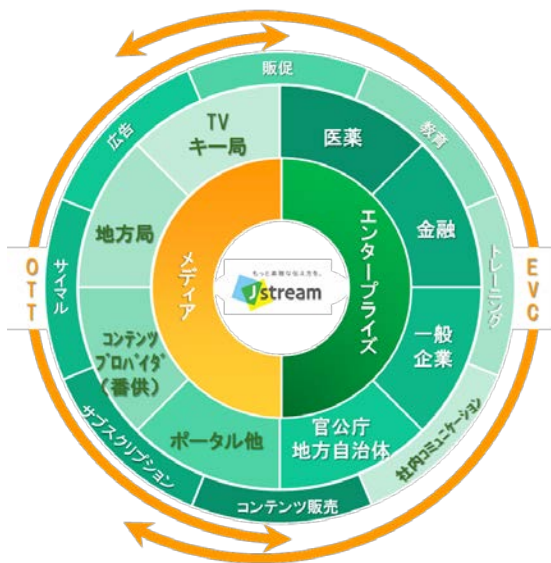 販促
広告
教育
TV
キー局
医薬
地方局
金融
OTT
サイマル
メディア
もっと素敵な伝え方を。
Jstream
エンタープライズ
トレーニング
EVC
コンテンツ
プロバイダ
(番供)
一般
企業
ポータル他
官公庁
地方自治体
サブスクリプション
社内コミュニケーション
コンテンツ販売